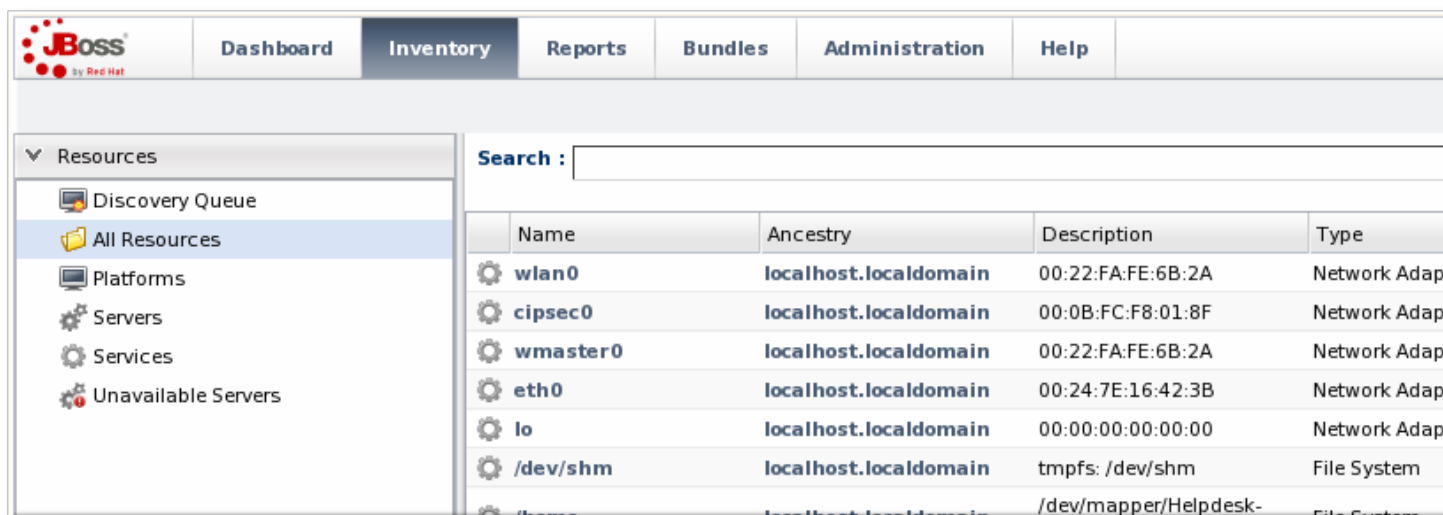 JBoss by Red Hat
Dashboard Inventory Reports Bundles Administration Help
Resources
Discovery Queue
All Resources
Platforms
Servers
Services
Unavailable Servers
Search :
Name Ancestry Description Type
wlan0 localhost.localdomain 00:22:FA:FE:6B:2A Network Adap
cipsec0 localhost.localdomain 00:0B:FC:F8:01:8F Network Adap
wmaster0 localhost.localdomain 00:22:FA:FE:6B:2A Network Adap
eth0 localhost.localdomain 00:24:7E:16:42:3B Network Adap
lo localhost.localdomain 00:00:00:00:00:00 Network Adap
/dev/shm localhost.localdomain tmpfs: /dev/shm File System
/dev/mapper/Helpdesk-